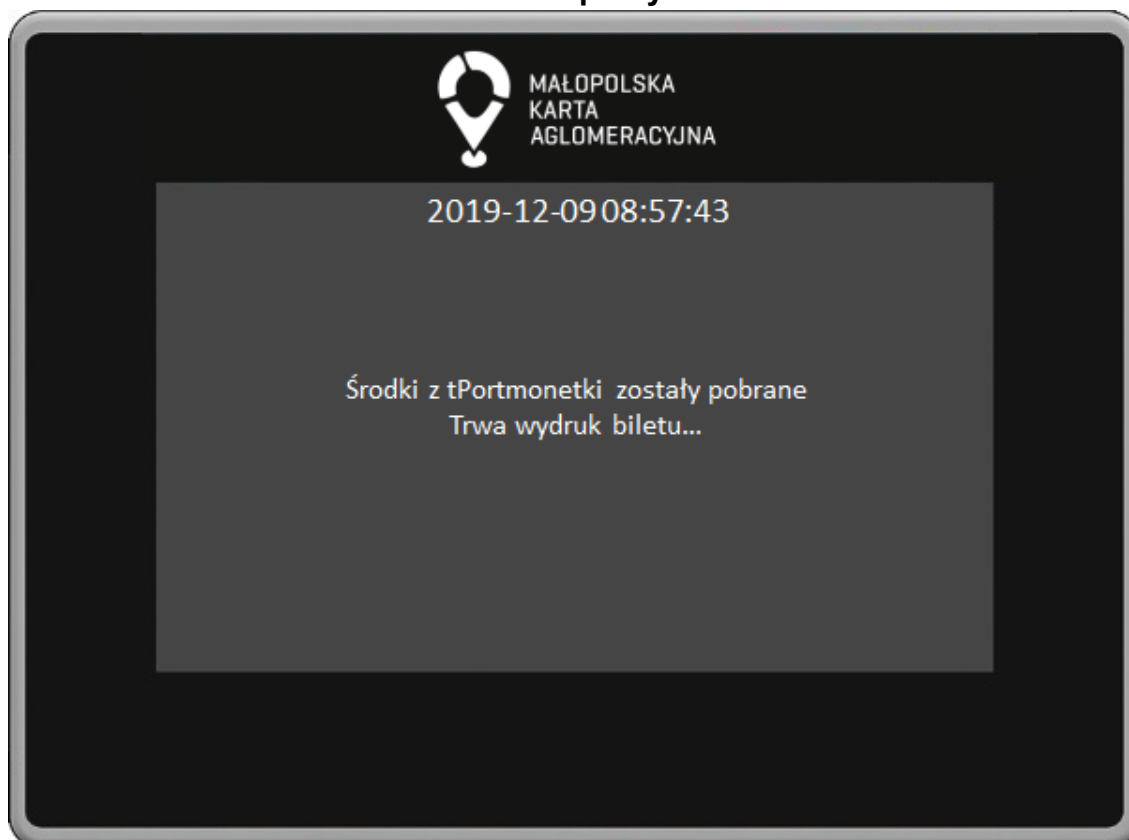 MAŁOPOLSKA
KARTA
AGLOMERACYJNA
2019-12-09 08:57:43
Środki z tPortmonetki zostały pobrane
Trwa wydruk biletu...